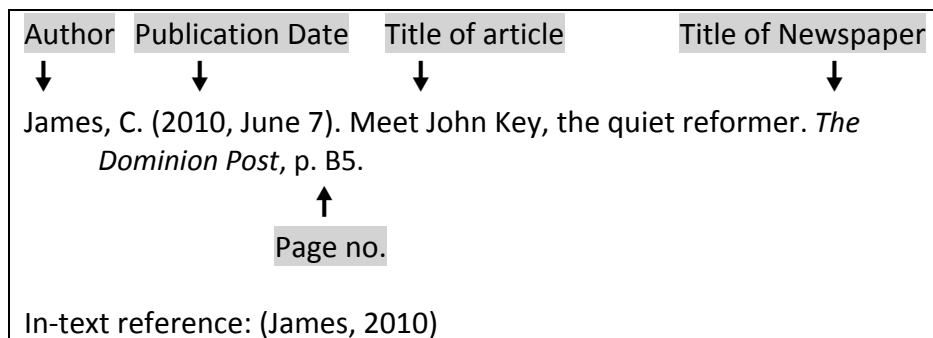 Author Publication Date Title of article Title of Newspaper
James, C. (2010, June 7). Meet John Key, the quiet reformer. The
Dominion Post, p. B5.
Page no.
In-text reference: (James, 2010)